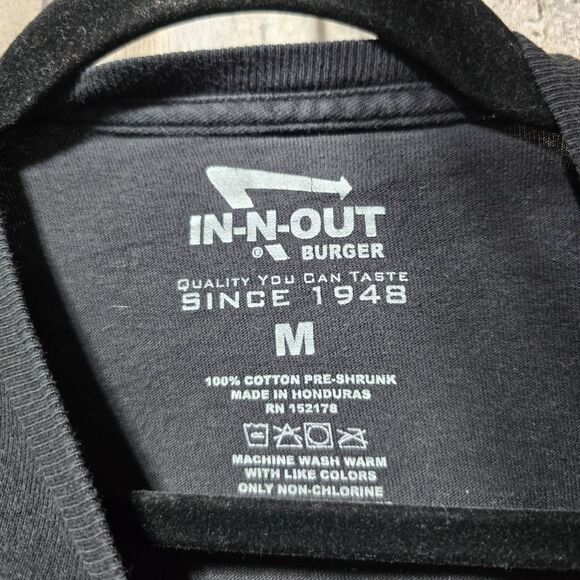 IN-N-OUT
® BURGER
QUALITY YOU CAN TASTE
SINCE 1948
M
100% COTTON PRE-SHRUNK
MADE IN HONDURAS
RN 152178
MACHINE WASH WARM
WITH LIKE COLORS
ONLY NON-CHLORINE